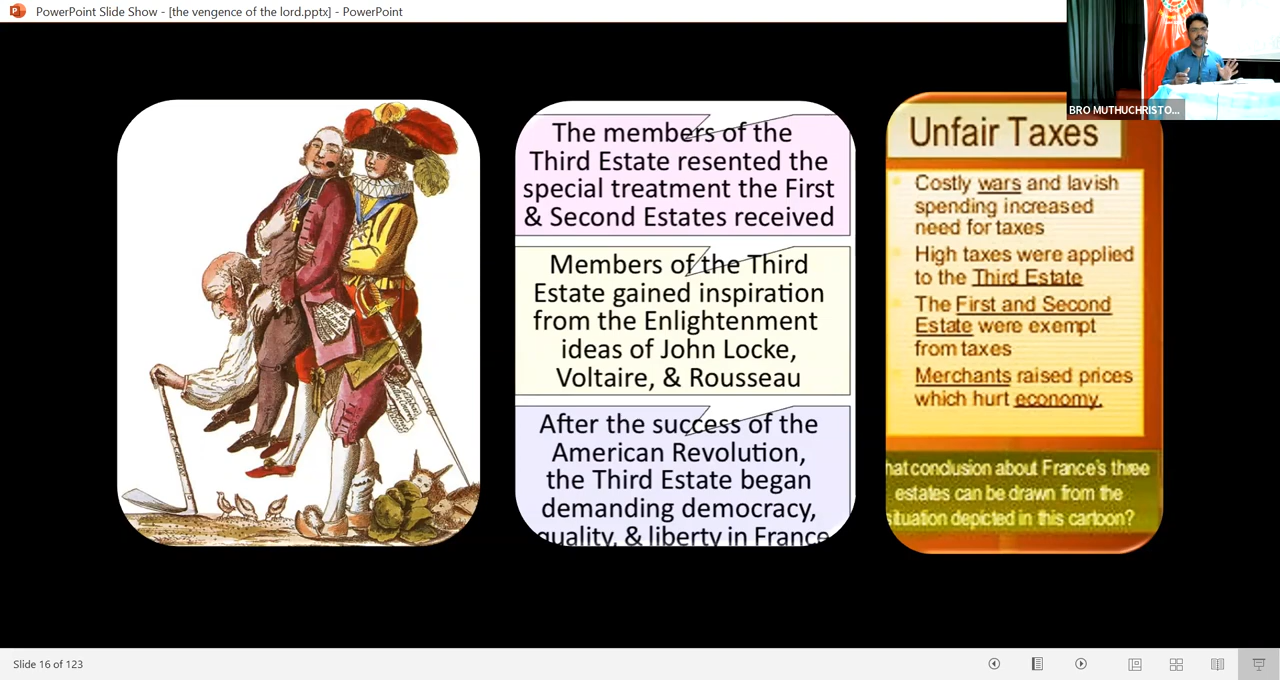 PowerPoint Slide Show - [the vengence of the lord.pptx] - PowerPoint
BRO MUTHUCHRISTO...
The members of the
Third Estate resented the
special treatment the First
& Second Estates received
Members of the Third
Estate gained inspiration
from the Enlightenment
ideas of John Locke,
Voltaire, & Rousseau
After the success of the
American Revolution,
the Third Estate began
demanding democracy,
quality, & liberty in France
Unfair Taxes
Costly wars and lavish
spending increased
need for taxes
High taxes were applied
to the Third Estate
The First and Second
Estate were exempt
from taxes
Merchants raised prices
which hurt economy.
hat conclusion about France's three
estates can be drawn from the
situation depicted in this cartoon?
Slide 16 of 123